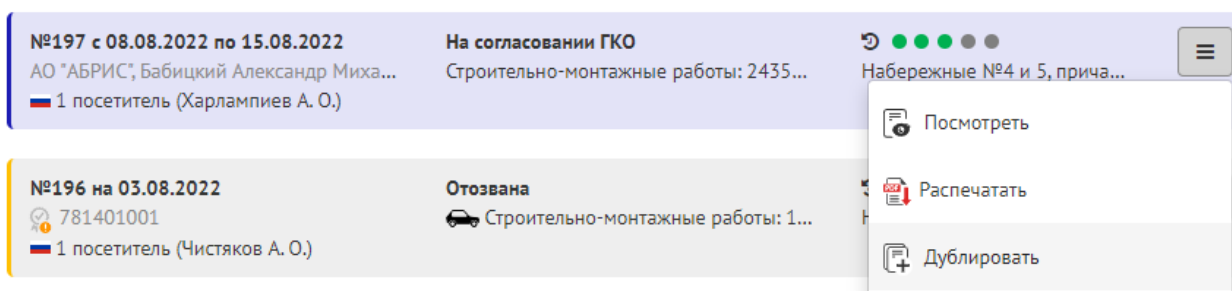 №197 с 08.08.2022 по 15.08.2022
АО "АБРИС", Бабицкий Александр Миха...
1 посетитель (Харлампиев А. О.)
На согласовании ГКО
Строительно-монтажные работы: 2435...
Набережные №4 и 5, прича...
Посмотреть
Распечатать
Дублировать
№196 на 03.08.2022
781401001
1 посетитель (Чистяков А. О.)
Отозвана
Строительно-монтажные работы: 1...